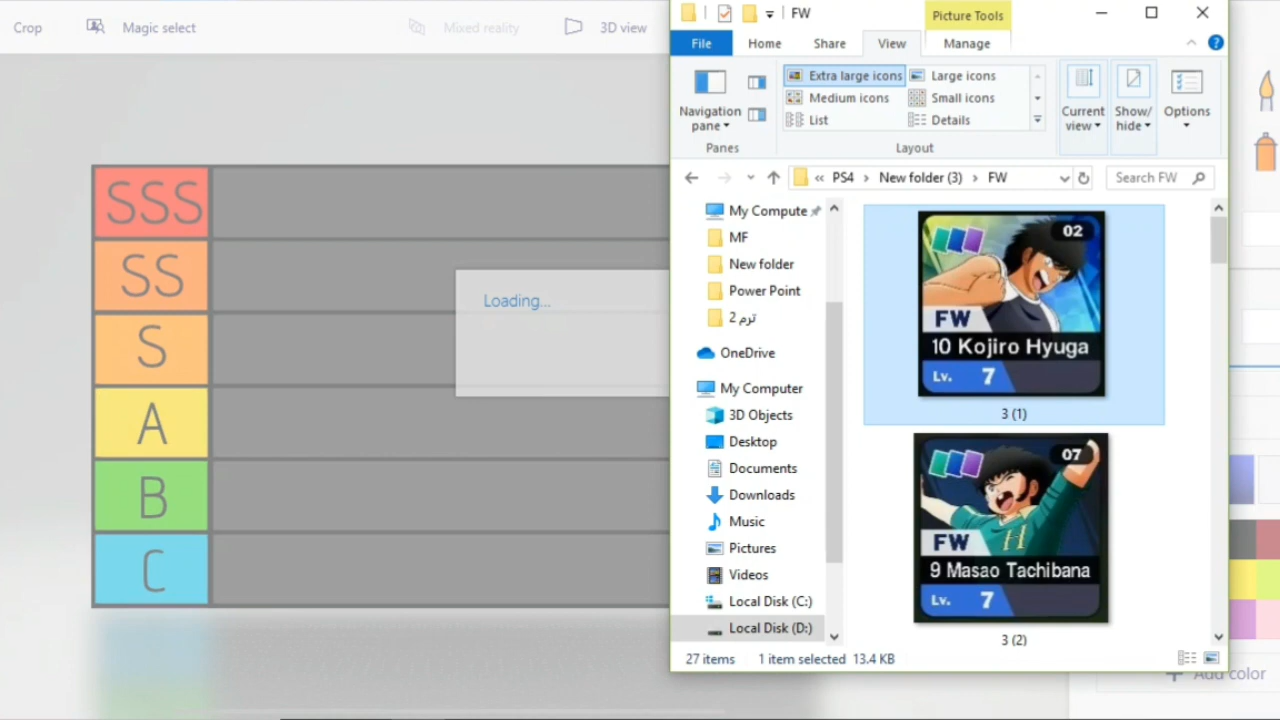 Crop
Magic select
Mixed reality
3D view
SSS
SS
S
A
B
C
Loading...
FW
Picture Tools
File
Home
Share
View
Manage
Navigation pane
Extra large icons
Large icons
Medium icons
Small icons
List
Details
Current view
Show/ hide
Options
Panes
Layout
« PS4 › New folder (3) › FW
Search FW
My Compute
MF
New folder
Power Point
ترم 2
OneDrive
My Computer
3D Objects
Desktop
Documents
Downloads
Music
Pictures
Videos
Local Disk (C:)
Local Disk (D:)
02
FW
10 Kojiro Hyuga
Lv. 7
3 (1)
07
H
FW
9 Masao Tachibana
Lv. 7
3 (2)
27 items
1 item selected 13.4 KB
Add color